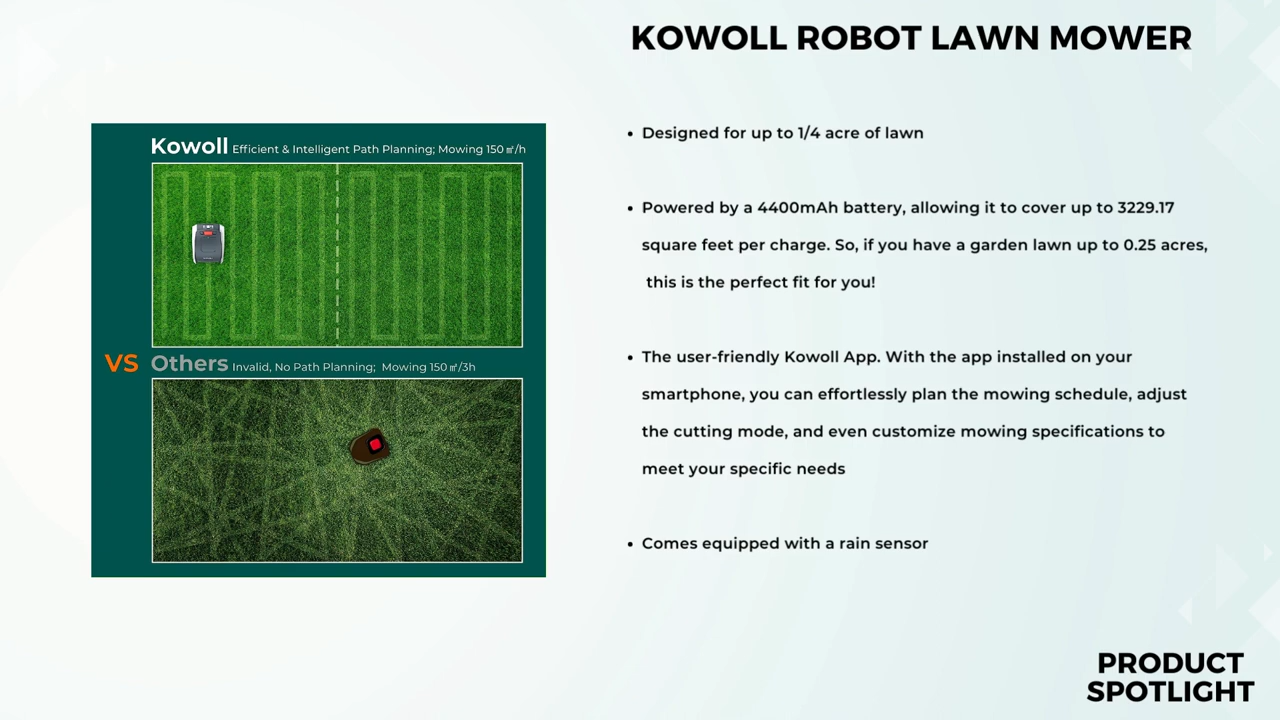 KOWOLL ROBOT LAWN MOWER
Kowoll Efficient & Intelligent Path Planning; Mowing 150㎡/h
VS Others Invalid, No Path Planning; Mowing 150㎡/3h
• Designed for up to 1/4 acre of lawn
• Powered by a 4400mAh battery, allowing it to cover up to 3229.17
square feet per charge. So, if you have a garden lawn up to 0.25 acres,
this is the perfect fit for you!
• The user-friendly Kowoll App. With the app installed on your
smartphone, you can effortlessly plan the mowing schedule, adjust
the cutting mode, and even customize mowing specifications to
meet your specific needs
• Comes equipped with a rain sensor
PRODUCT
SPOTLIGHT